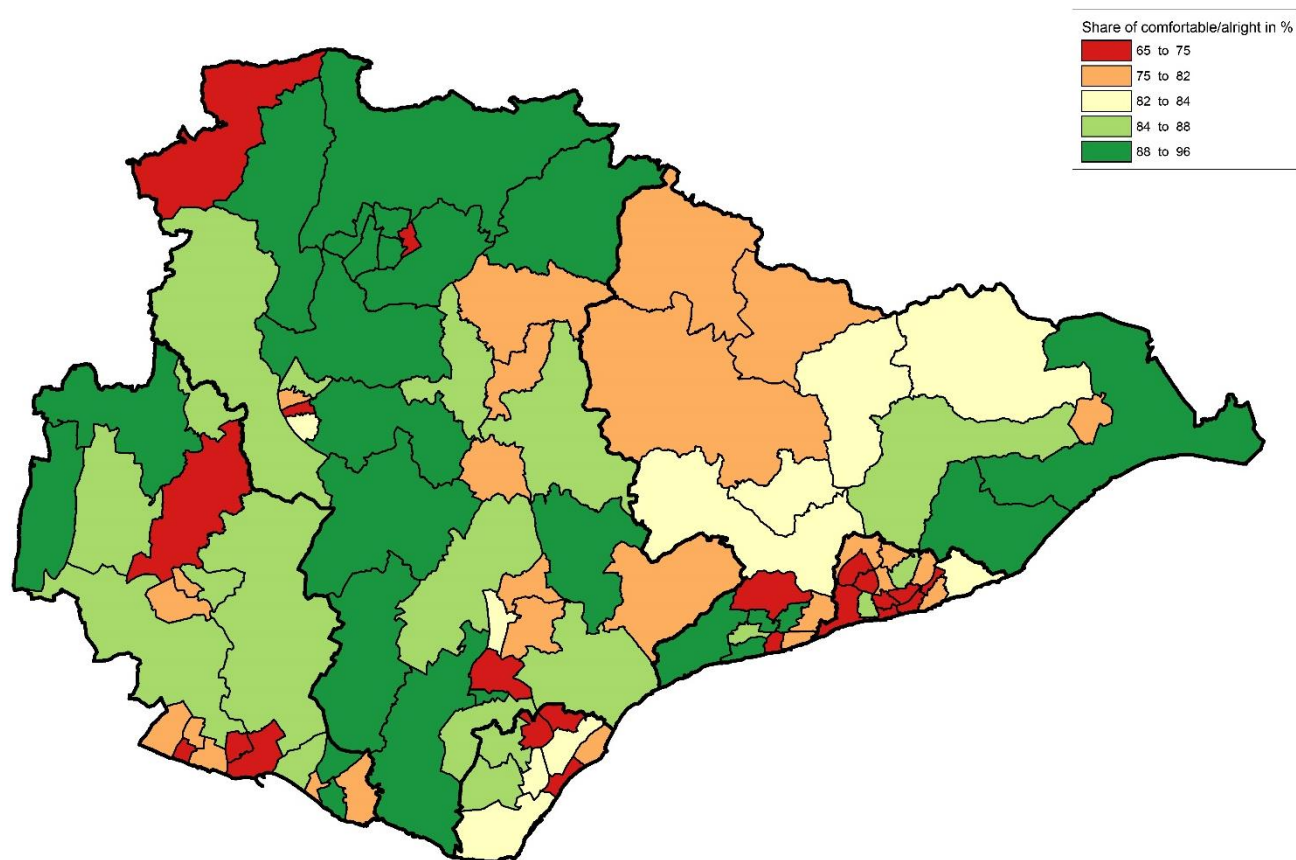 Share of comfortable/alright in %
65 to 75
75 to 82
82 to 84
84 to 88
88 to 96